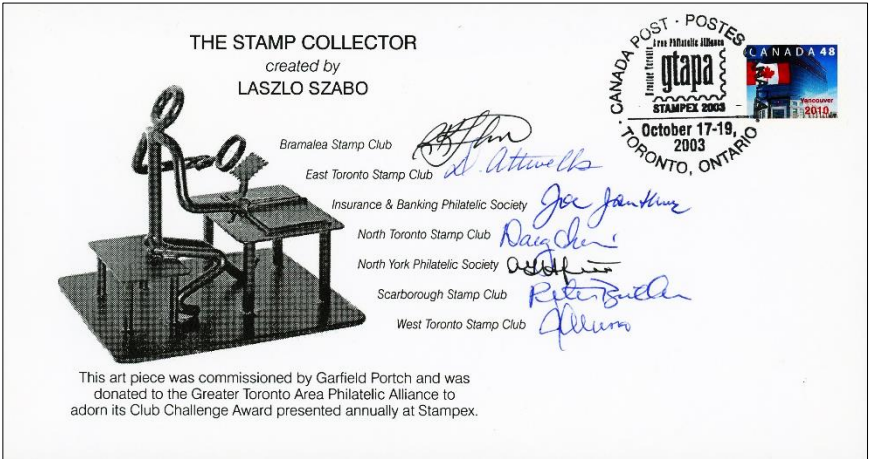 THE STAMP COLLECTOR
created by
LASZLO SZABO
CANADA POST · POSTES CANADA
Greater Toronto Area Philatelic Alliance
gtapa
STAMPEX 2003
October 17-19,
2003
TORONTO, ONTARIO
CANADA 48
Vancouver
2010
Bramalea Stamp Club
East Toronto Stamp Club D. Attwells
Insurance & Banking Philatelic Society Joe
North Toronto Stamp Club
North York Philatelic Society
Scarborough Stamp Club Peter Butler
West Toronto Stamp Club
This art piece was commissioned by Garfield Portch and was
donated to the Greater Toronto Area Philatelic Alliance to
adorn its Club Challenge Award presented annually at Stampex.